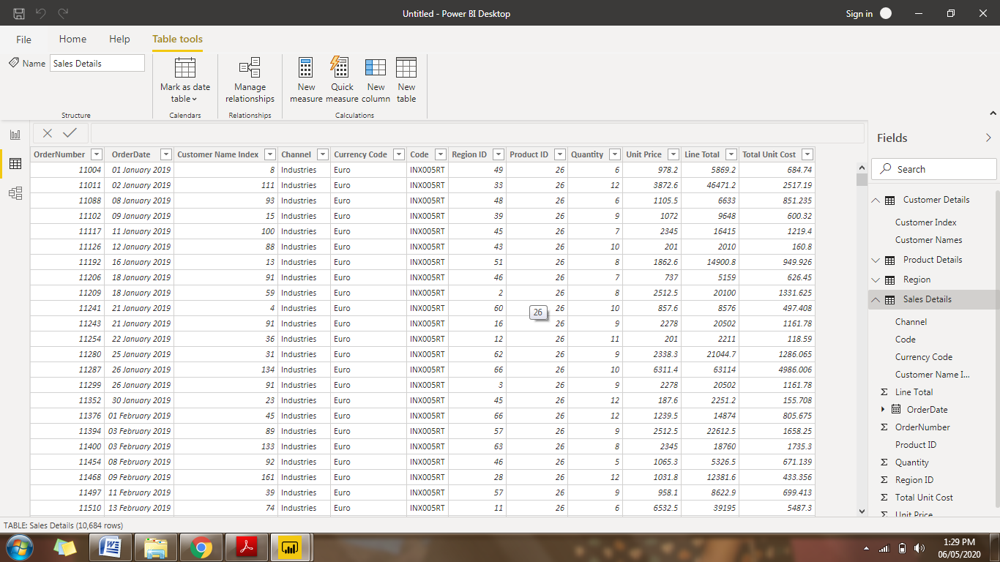 Untitled - Power BI Desktop
Sign in
File Home Help Table tools
Name Sales Details
Mark as date table
Manage relationships
New measure
Quick measure
New column
New table
Structure Calendars Relationships Calculations
OrderNumber OrderDate Customer Name Index Channel Currency Code Code Region ID Product ID Quantity Unit Price Line Total Total Unit Cost
11004 01 January 2019 8 Industries Euro INX005RT 49 26 6 978.2 5869.2 684.74
11011 02 January 2019 111 Industries Euro INX005RT 33 26 12 3872.6 46471.2 2517.19
11088 08 January 2019 93 Industries Euro INX005RT 48 26 6 1105.5 6633 851.235
11102 09 January 2019 15 Industries Euro INX005RT 39 26 9 1072 9648 600.32
11117 11 January 2019 100 Industries Euro INX005RT 45 26 7 2345 16415 1219.4
11126 12 January 2019 88 Industries Euro INX005RT 43 26 10 201 2010 160.8
11192 16 January 2019 13 Industries Euro INX005RT 51 26 8 1862.6 14900.8 949.926
11206 18 January 2019 91 Industries Euro INX005RT 46 26 7 737 5159 626.45
11209 18 January 2019 59 Industries Euro INX005RT 2 26 8 2512.5 20100 1331.625
11241 21 January 2019 4 Industries Euro INX005RT 60 26 10 857.6 8576 497.408
26
11243 21 January 2019 91 Industries Euro INX005RT 16 26 9 2278 20502 1161.78
11254 22 January 2019 36 Industries Euro INX005RT 12 26 11 201 2211 118.59
11280 25 January 2019 31 Industries Euro INX005RT 62 26 9 2338.3 21044.7 1286.065
11287 26 January 2019 134 Industries Euro INX005RT 66 26 10 6311.4 63114 4986.006
11299 26 January 2019 91 Industries Euro INX005RT 3 26 9 2278 20502 1161.78
11352 30 January 2019 23 Industries Euro INX005RT 45 26 12 187.6 2251.2 155.708
11376 01 February 2019 45 Industries Euro INX005RT 66 26 12 1239.5 14874 805.675
11394 03 February 2019 89 Industries Euro INX005RT 57 26 9 2512.5 22612.5 1658.25
11400 03 February 2019 133 Industries Euro INX005RT 63 26 8 2345 18760 1735.3
11454 08 February 2019 92 Industries Euro INX005RT 46 26 5 1065.3 5326.5 671.139
11468 09 February 2019 161 Industries Euro INX005RT 28 26 12 1031.8 12381.6 433.356
11497 11 February 2019 39 Industries Euro INX005RT 57 26 9 958.1 8622.9 699.413
11510 13 February 2019 74 Industries Euro INX005RT 11 26 6 6532.5 39195 5487.3
Fields
Search
Customer Details
Customer Index
Customer Names
Product Details
Region
Sales Details
Channel
Code
Currency Code
Customer Name I...
Σ Line Total
OrderDate
Σ OrderNumber
Product ID
Σ Quantity
Σ Region ID
Σ Total Unit Cost
Unit Price
TABLE: Sales Details (10,684 rows)
1:29 PM
06/05/2020